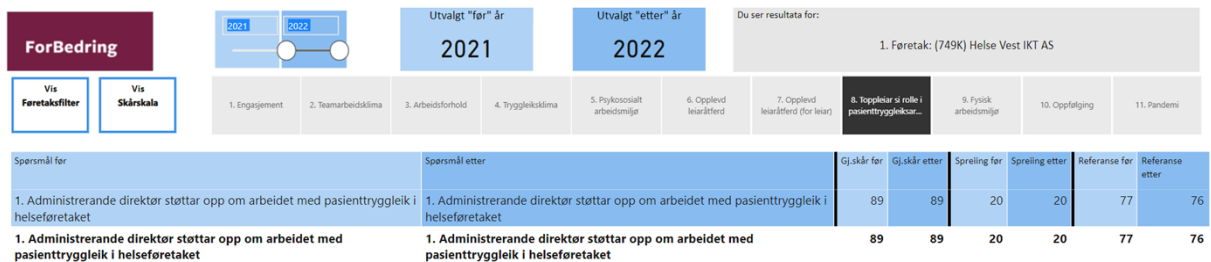 ForBedring
2021
2022
Utvalgt "før" år
2021
Utvalgt "etter" år
2022
Du ser resultata for:
1. Føretak: (749K) Helse Vest IKT AS
Vis
Føretaksfilter
Vis
Skårskala
1. Engasjement
2. Teamarbeidsklima
3. Arbeidsforhold
4. Tryggleiksklima
5. Psykososialt
arbeidsmiljø
6. Opplevd
leiaråtferd
7. Opplevd
leiaråtferd (for leiar)
8. Toppleiar si rolle i
pasienttryggleiksar...
9. Fysisk
arbeidsmiljø
10. Oppfølging
11. Pandemi
Spørsmål før
Spørsmål etter
Gj.skår før
Gj.skår etter
Spreiing før
Spreiing etter
Referanse før
Referanse
etter
1. Administrerande direktør støttar opp om arbeidet med pasienttryggleik i
helseføretaket
1. Administrerande direktør støttar opp om arbeidet med pasienttryggleik i
helseføretaket
89
89
20
20
77
76
1. Administrerande direktør støttar opp om arbeidet med
pasienttryggleik i helseføretaket
1. Administrerande direktør støttar opp om arbeidet med
pasienttryggleik i helseføretaket
89
89
20
20
77
76